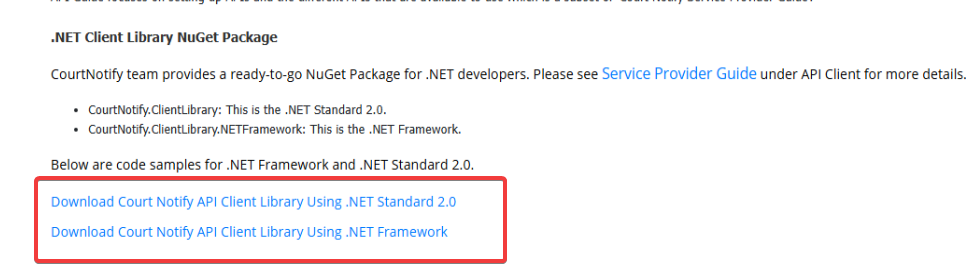 .NET Client Library NuGet Package
CourtNotify team provides a ready-to-go NuGet Package for .NET developers. Please see Service Provider Guide under API Client for more details.
• CourtNotify.ClientLibrary: This is the .NET Standard 2.0.
• CourtNotify.ClientLibrary.NETFramework: This is the .NET Framework.
Below are code samples for .NET Framework and .NET Standard 2.0.
Download Court Notify API Client Library Using .NET Standard 2.0
Download Court Notify API Client Library Using .NET Framework